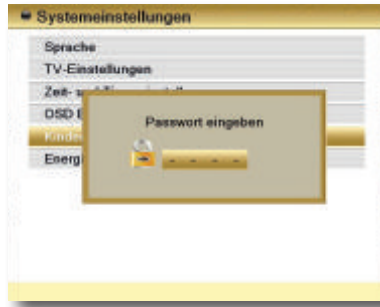 Systemeinstellungen
Sprache
TV-Einstellungen
Zeit-
OSD
Passwort eingeben
- - - -